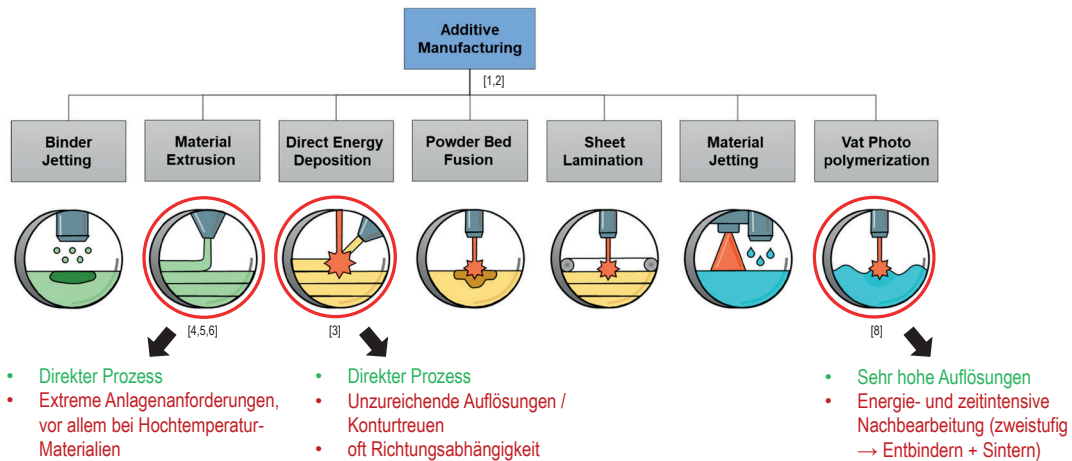 Additive
Manufacturing
[1,2]
Binder
Jetting
Material
Extrusion
Direct Energy
Deposition
Powder Bed
Fusion
Sheet
Lamination
Material
Jetting
Vat Photo
polymerization
[4,5,6]
[3]
[8]
• Direkter Prozess
• Extreme Anlagenanforderungen,
vor allem bei Hochtemperatur-
Materialien
• Direkter Prozess
• Unzureichende Auflösungen /
Konturtreuen
• oft Richtungsabhängigkeit
• Sehr hohe Auflösungen
• Energie- und zeitintensive
Nachbearbeitung (zweistufig
→ Entbindern + Sintern)